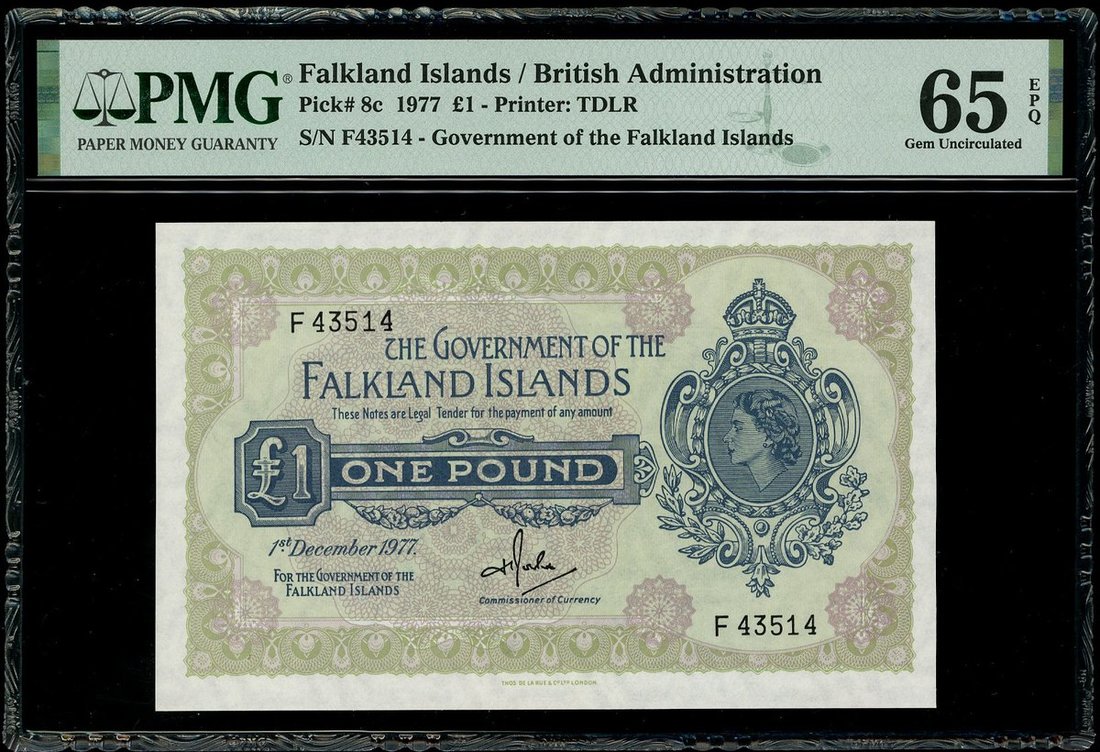 PMG®
PAPER MONEY GUARANTY
Falkland Islands / British Administration
Pick# 8c 1977 £1 - Printer: TDLR
S/N F43514 - Government of the Falkland Islands
65 EPQ
Gem Uncirculated
F 43514
THE GOVERNMENT OF THE
FALKLAND ISLANDS
These Notes are Legal Tender for the payment of any amount
£1 ONE POUND
1st December 1977.
FOR THE GOVERNMENT OF THE
FALKLAND ISLANDS
Commissioner of Currency
F 43514
THOS. DE LA RUE & CO. LTD. LONDON.